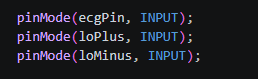 pinMode(ecgPin, INPUT);
pinMode(loPlus, INPUT);
pinMode(loMinus, INPUT);